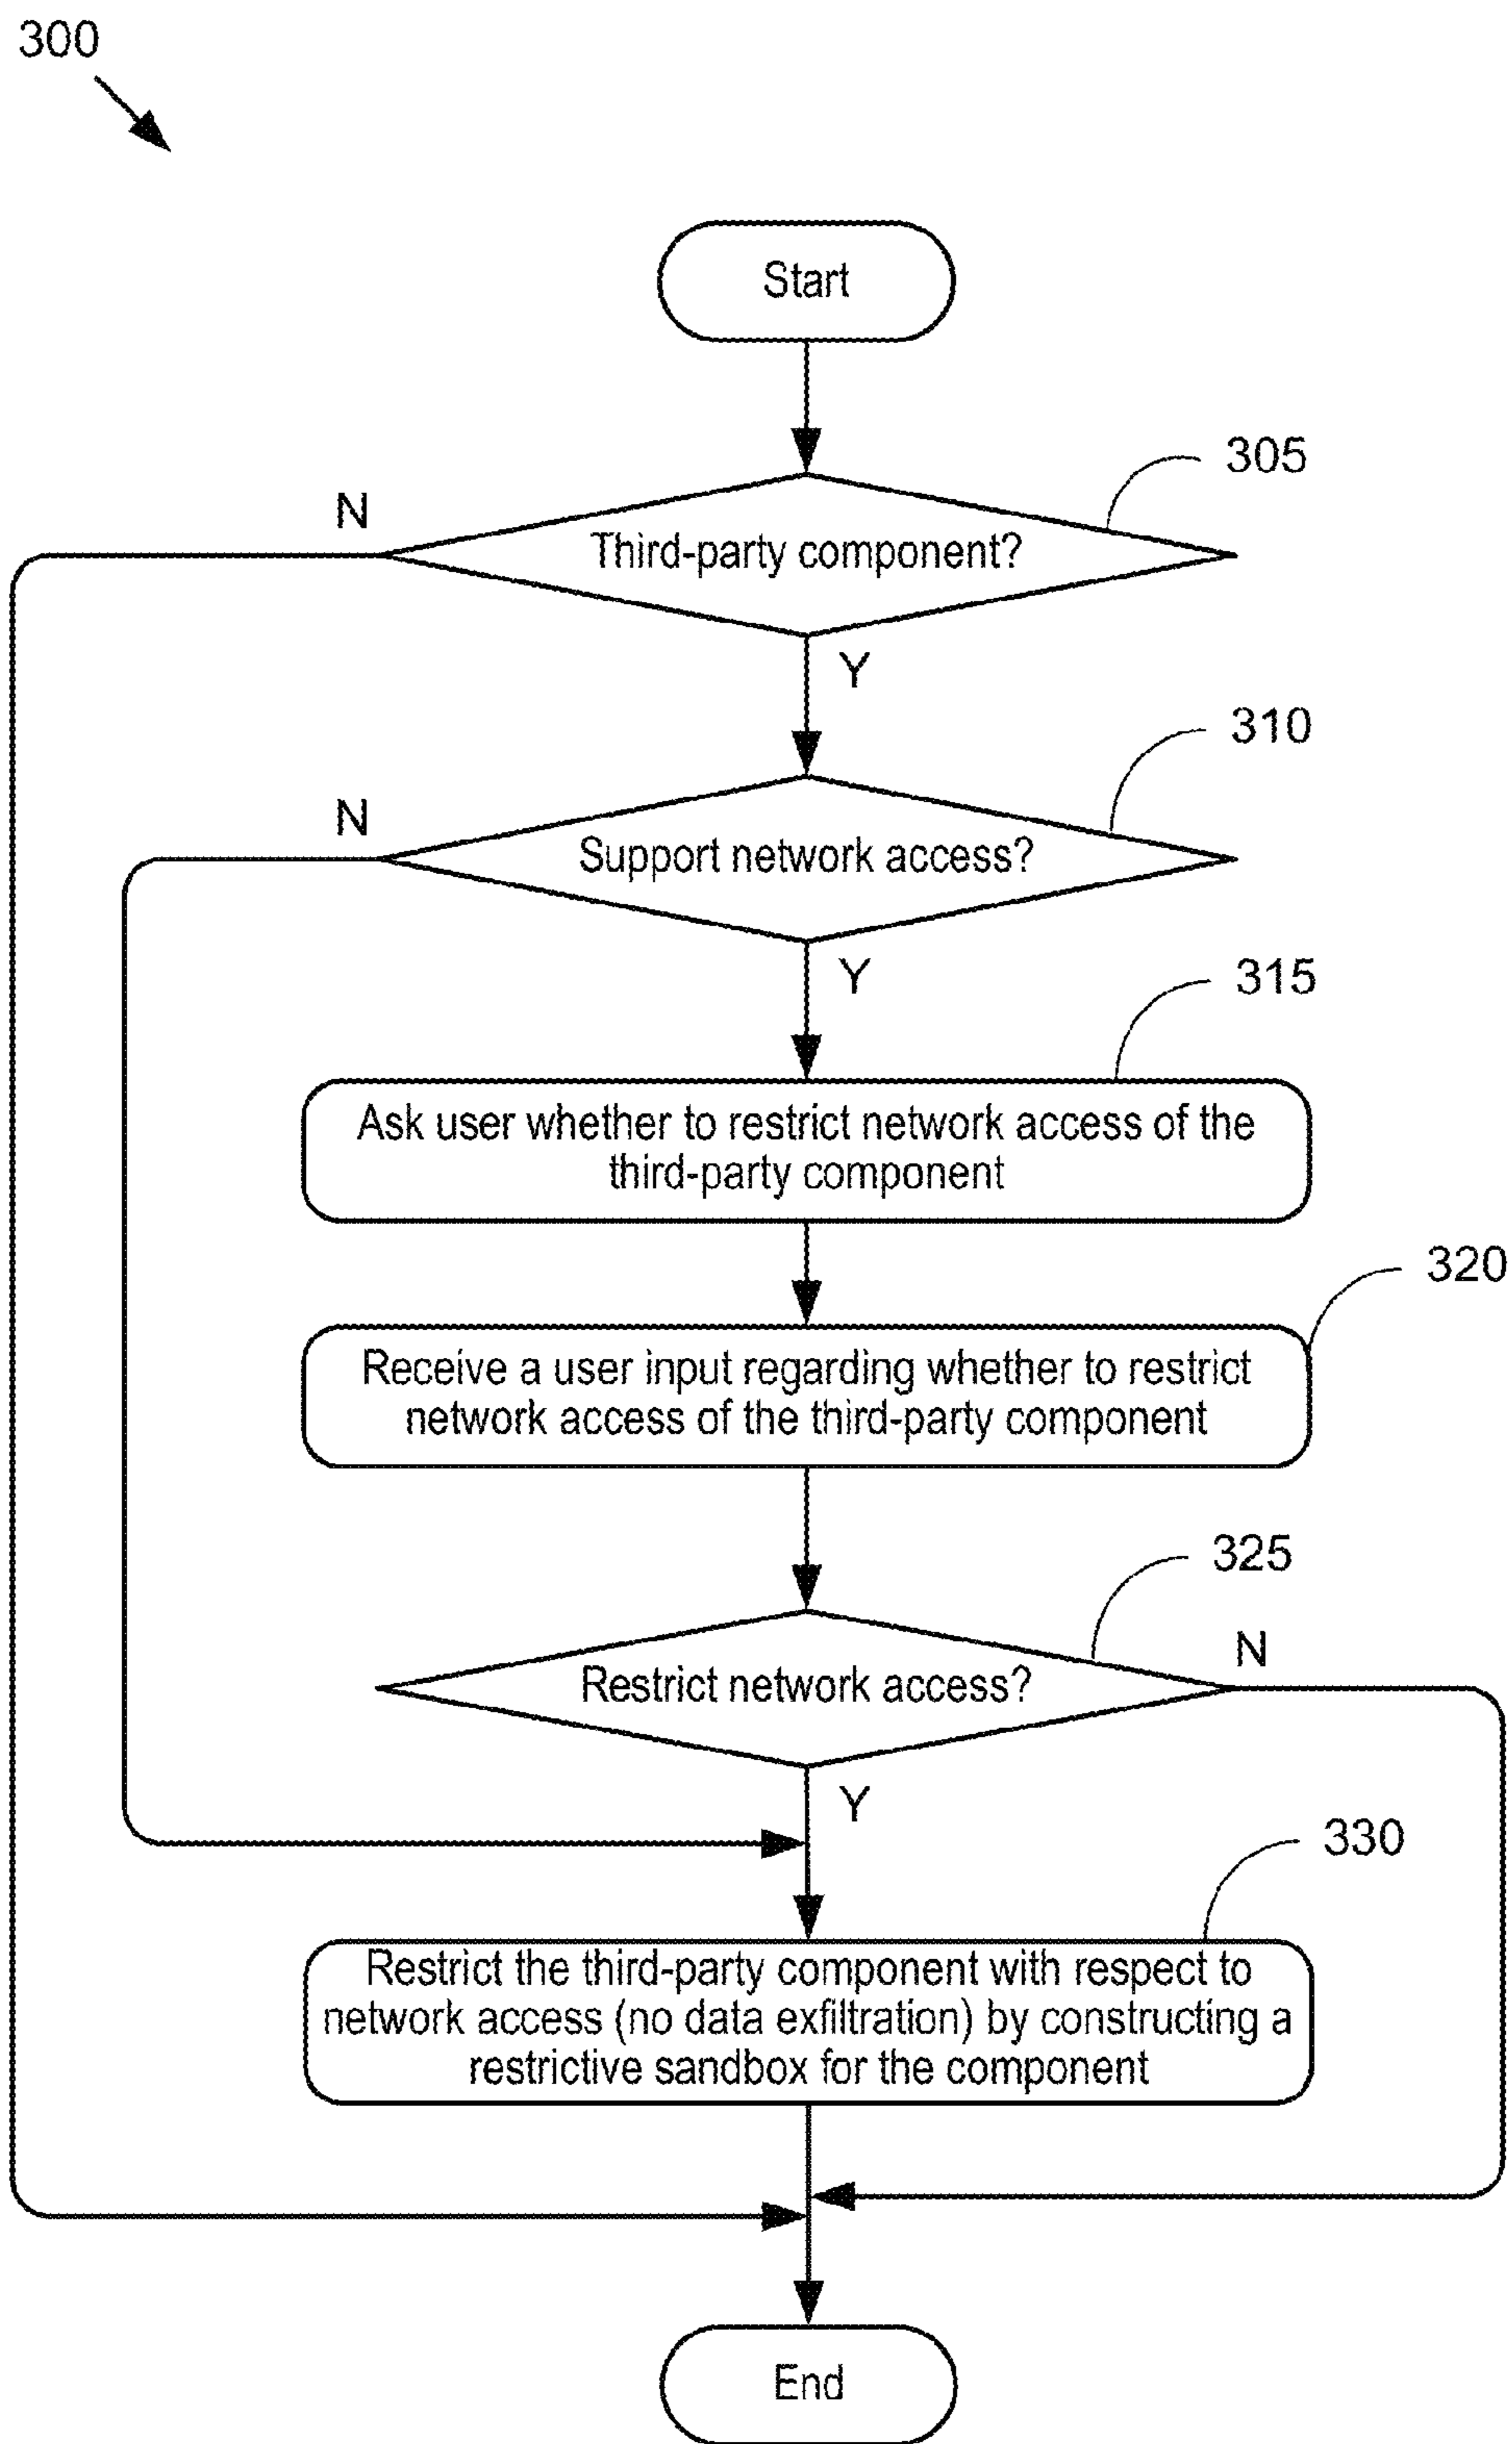 300
Start
305
N
Third-party component?
Y
310
N
Support network access?
Y
315
Ask user whether to restrict network access of the
third-party component
320
Receive a user input regarding whether to restrict
network access of the third-party component
325
N
Restrict network access?
Y
330
Restrict the third-party component with respect to
network access (no data exfiltration) by constructing a
restrictive sandbox for the component
End